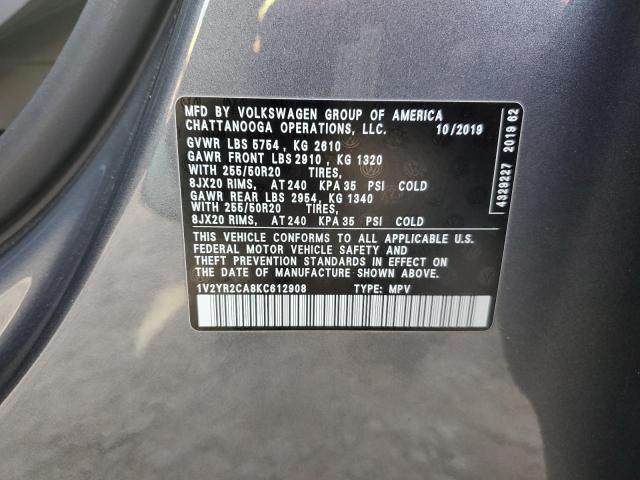 MFD BY VOLKSWAGEN GROUP OF AMERICA
CHATTANOOGA OPERATIONS, LLC. 10/2019
GVWR LBS 5754, KG 2610
GAWR FRONT LBS 2910, KG 1320
WITH 255/50R20 TIRES,
8JX20 RIMS, AT 240 KPA 35 PSI COLD
GAWR REAR LBS 2954, KG 1340
WITH 255/50R20 TIRES,
8JX20 RIMS, AT 240 KPA 35 PSI COLD
THIS VEHICLE CONFORMS TO ALL APPLICABLE U.S.
FEDERAL MOTOR VEHICLE SAFETY AND
THEFT PREVENTION STANDARDS IN EFFECT ON THE
DATE OF MANUFACTURE SHOWN ABOVE.
1V2YR2CA8KC612908 TYPE: MPV
4329227 2019 62